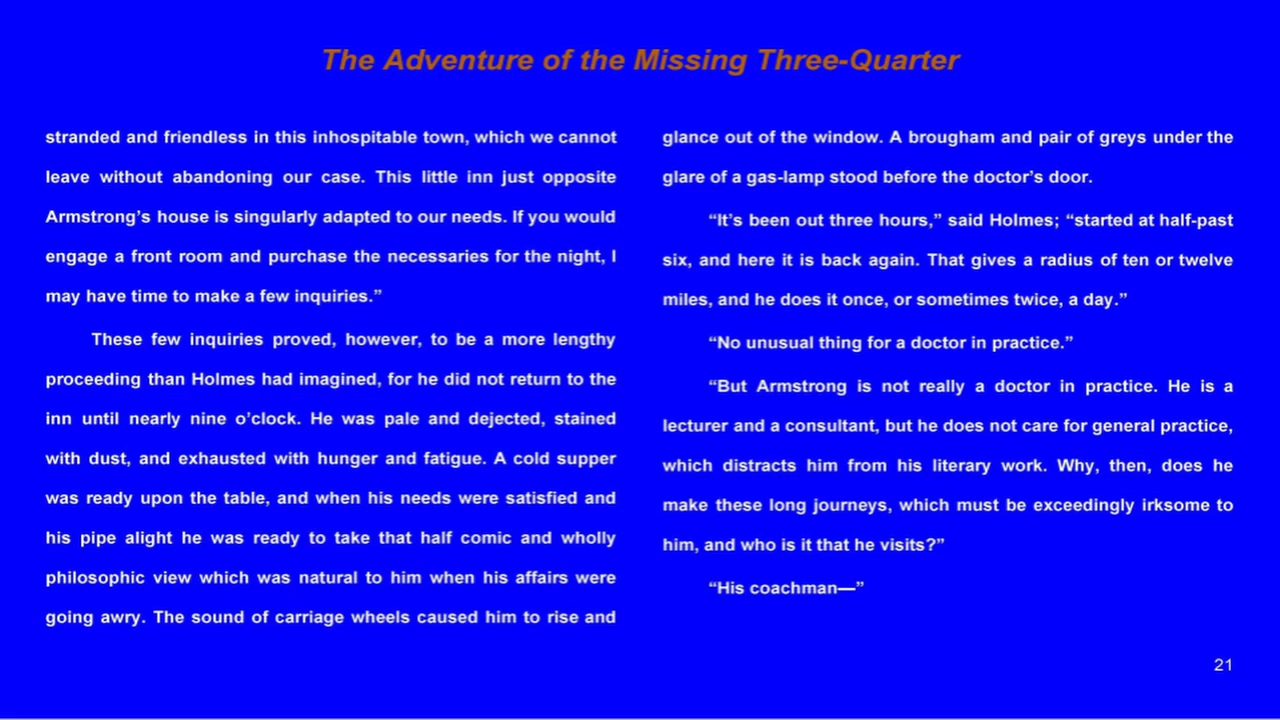 The Adventure of the Missing Three-Quarter
stranded and friendless in this inhospitable town, which we cannot
leave without abandoning our case. This little inn just opposite
Armstrong’s house is singularly adapted to our needs. If you would
engage a front room and purchase the necessaries for the night, I
may have time to make a few inquiries.”
These few inquiries proved, however, to be a more lengthy
proceeding than Holmes had imagined, for he did not return to the
inn until nearly nine o’clock. He was pale and dejected, stained
with dust, and exhausted with hunger and fatigue. A cold supper
was ready upon the table, and when his needs were satisfied and
his pipe alight he was ready to take that half comic and wholly
philosophic view which was natural to him when his affairs were
going awry. The sound of carriage wheels caused him to rise and
glance out of the window. A brougham and pair of greys under the
glare of a gas-lamp stood before the doctor’s door.
“It’s been out three hours,” said Holmes; “started at half-past
six, and here it is back again. That gives a radius of ten or twelve
miles, and he does it once, or sometimes twice, a day.”
“No unusual thing for a doctor in practice.”
“But Armstrong is not really a doctor in practice. He is a
lecturer and a consultant, but he does not care for general practice,
which distracts him from his literary work. Why, then, does he
make these long journeys, which must be exceedingly irksome to
him, and who is it that he visits?”
“His coachman—”
21